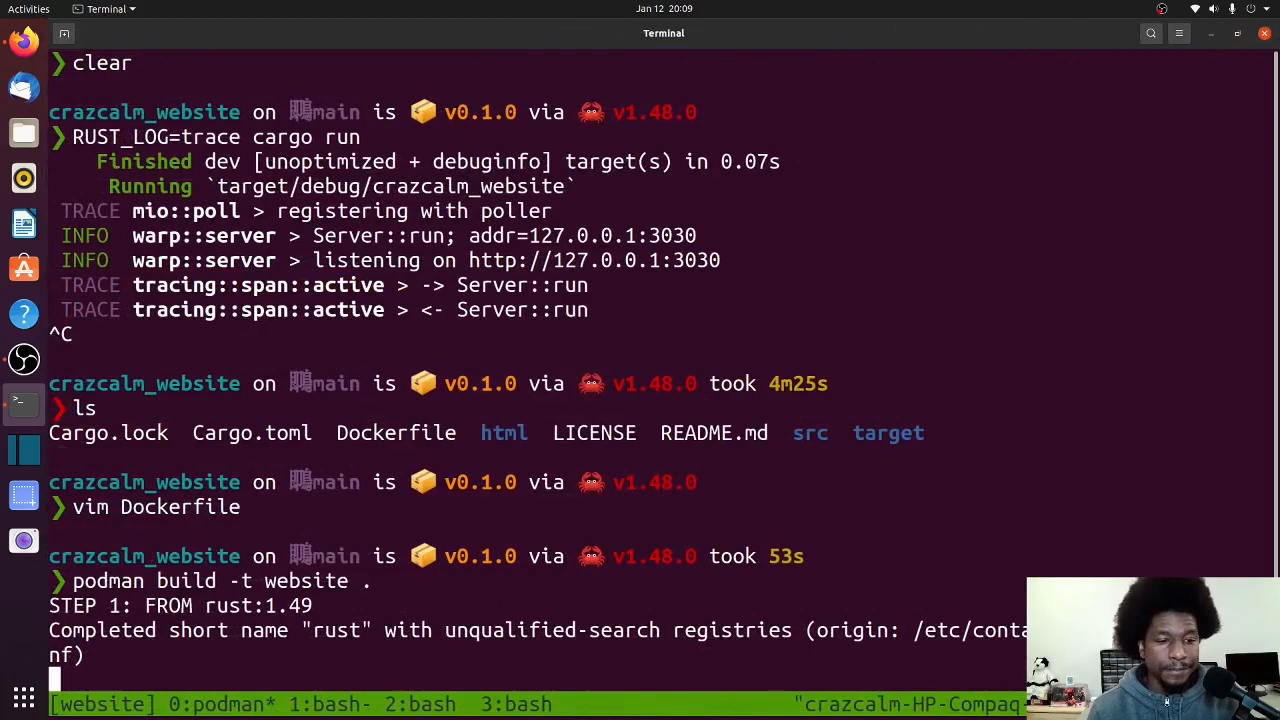 Activities Terminal Jan 12 20:09
Terminal
❯ clear
crazcalm_website on main is 📦 v0.1.0 via 🦀 v1.48.0
❯ RUST_LOG=trace cargo run
Finished dev [unoptimized + debuginfo] target(s) in 0.07s
Running `target/debug/crazcalm_website`
TRACE mio::poll > registering with poller
INFO warp::server > Server::run; addr=127.0.0.1:3030
INFO warp::server > listening on http://127.0.0.1:3030
TRACE tracing::span::active > -> Server::run
TRACE tracing::span::active > <- Server::run
^C
crazcalm_website on main is 📦 v0.1.0 via 🦀 v1.48.0 took 4m25s
❯ ls
Cargo.lock Cargo.toml Dockerfile html LICENSE README.md src target
crazcalm_website on main is 📦 v0.1.0 via 🦀 v1.48.0
❯ vim Dockerfile
crazcalm_website on main is 📦 v0.1.0 via 🦀 v1.48.0 took 53s
❯ podman build -t website .
STEP 1: FROM rust:1.49
Completed short name "rust" with unqualified-search registries (origin: /etc/conta
nf)
[website] 0:podman* 1:bash- 2:bash 3:bash "crazcalm-HP-Compaq-